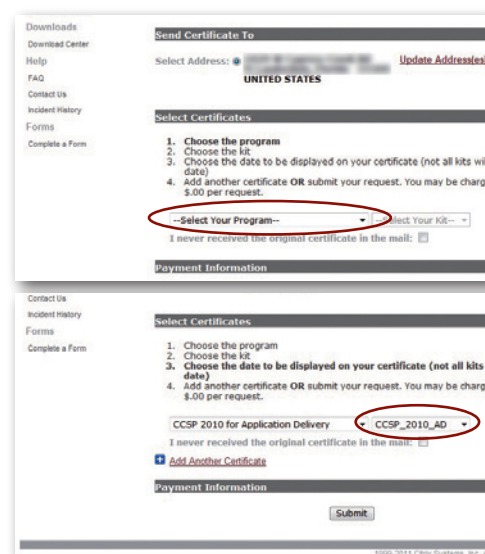 Downloads
Download Center
Help
FAQ
Contact Us
Incident History
Forms
Complete a Form
Send Certificate To
Select Address:
Update Address(es)
UNITED STATES
Select Certificates
1. Choose the program
2. Choose the kit
3. Choose the date to be displayed on your certificate (not all kits wi
date)
4. Add another certificate OR submit your request. You may be charg
$.00 per request.
--Select Your Program--
--Select Your Kit--
I never received the original certificate in the mail:
Payment Information
Contact Us
Incident History
Forms
Complete a Form
Select Certificates
1. Choose the program
2. Choose the kit
3. Choose the date to be displayed on your certificate (not all kits
date)
4. Add another certificate OR submit your request. You may be charg
$.00 per request.
CCSP 2010 for Application Delivery
CCSP_2010_AD
I never received the original certificate in the mail:
Add Another Certificate
Payment Information
Submit
1999-2011 Citrix Systems, Inc.